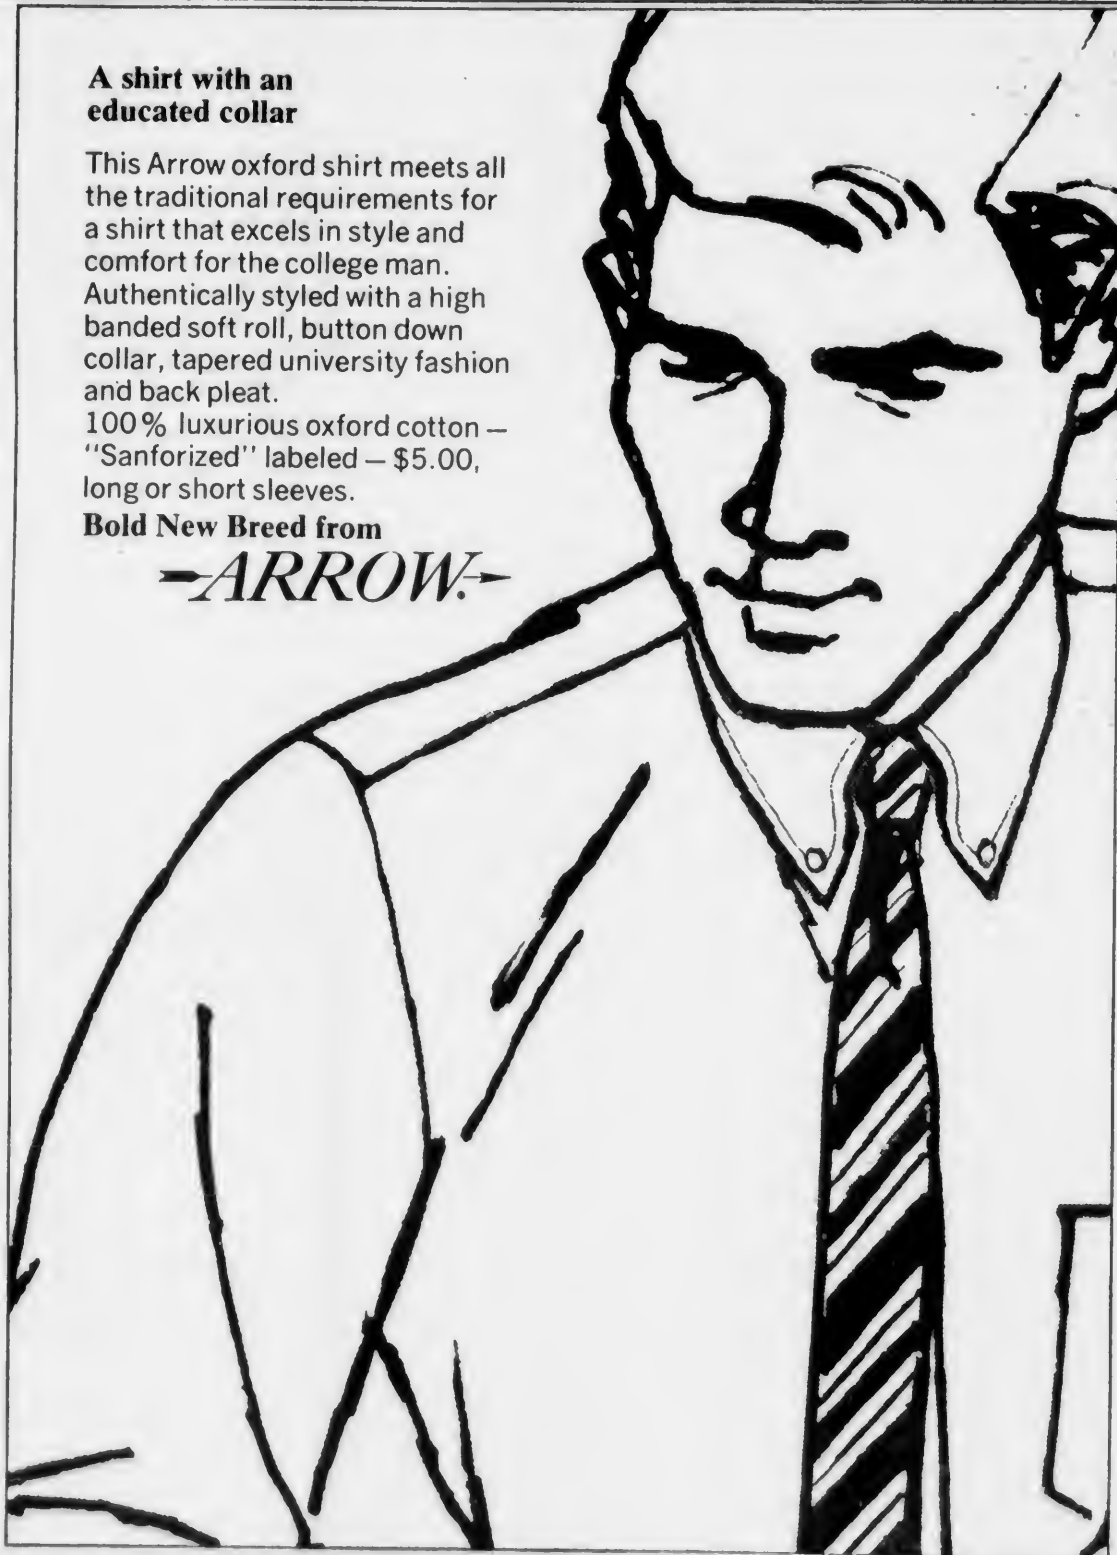 A shirt with an
educated collar
This Arrow oxford shirt meets all
the traditional requirements for
a shirt that excels in style and
comfort for the college man.
Authentically styled with a high
banded soft roll, button down
collar, tapered university fashion
and back pleat.
100% luxurious oxford cotton —
"Sanforized" labeled — $5.00,
long or short sleeves.
Bold New Breed from
ARROW.